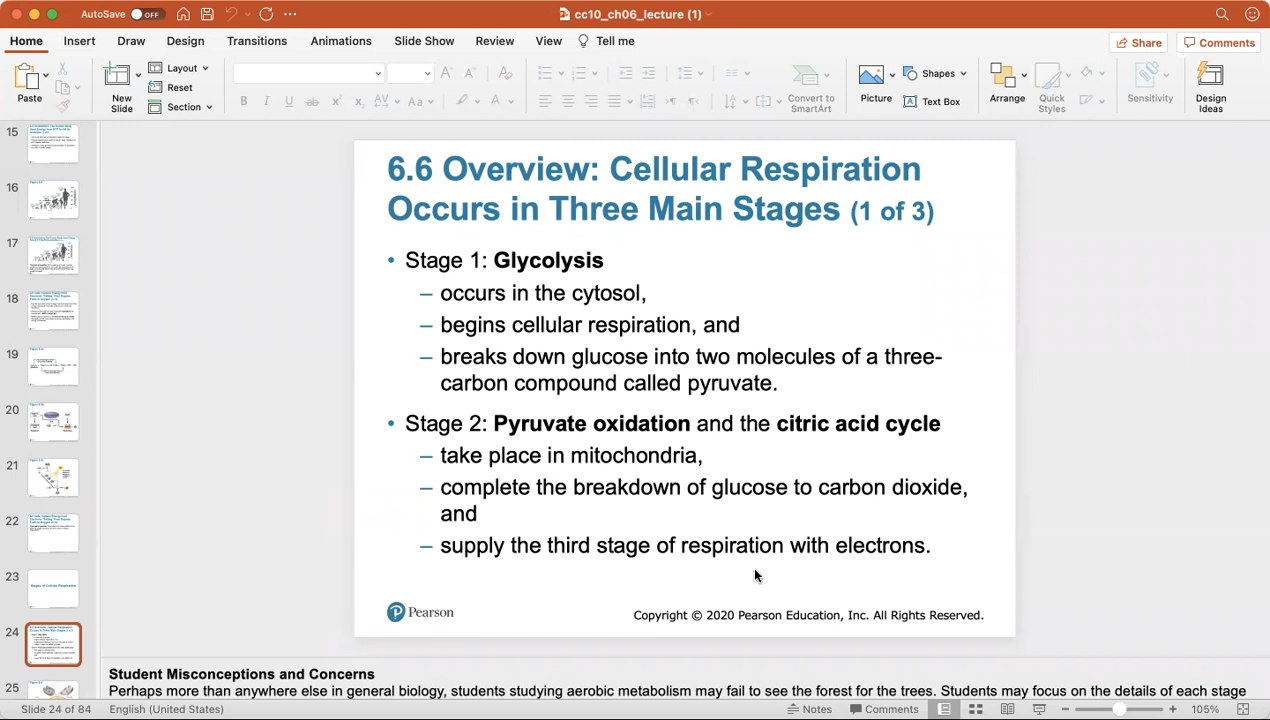 AutoSave OFF
cc10_ch06_lecture (1)
Home Insert Draw Design Transitions Animations Slide Show Review View Tell me
Share Comments
Paste
New
Slide
Layout
Reset
Section
B I U ab x² x₂ AV Aa
A A A
Convert to
SmartArt
Picture
Shapes
Text Box
Arrange
Quick
Styles
Sensitivity
Design
Ideas
15
16
17
18
19
20
21
22
23
24
25
6.6 Overview: Cellular Respiration
Occurs in Three Main Stages (1 of 3)
• Stage 1: Glycolysis
– occurs in the cytosol,
– begins cellular respiration, and
– breaks down glucose into two molecules of a three-
carbon compound called pyruvate.
• Stage 2: Pyruvate oxidation and the citric acid cycle
– take place in mitochondria,
– complete the breakdown of glucose to carbon dioxide,
and
– supply the third stage of respiration with electrons.
P Pearson
Copyright © 2020 Pearson Education, Inc. All Rights Reserved.
Student Misconceptions and Concerns
Perhaps more than anywhere else in general biology, students studying aerobic metabolism may fail to see the forest for the trees. Students may focus on the details of each stage
Slide 24 of 84 English (United States)
Notes Comments
105%